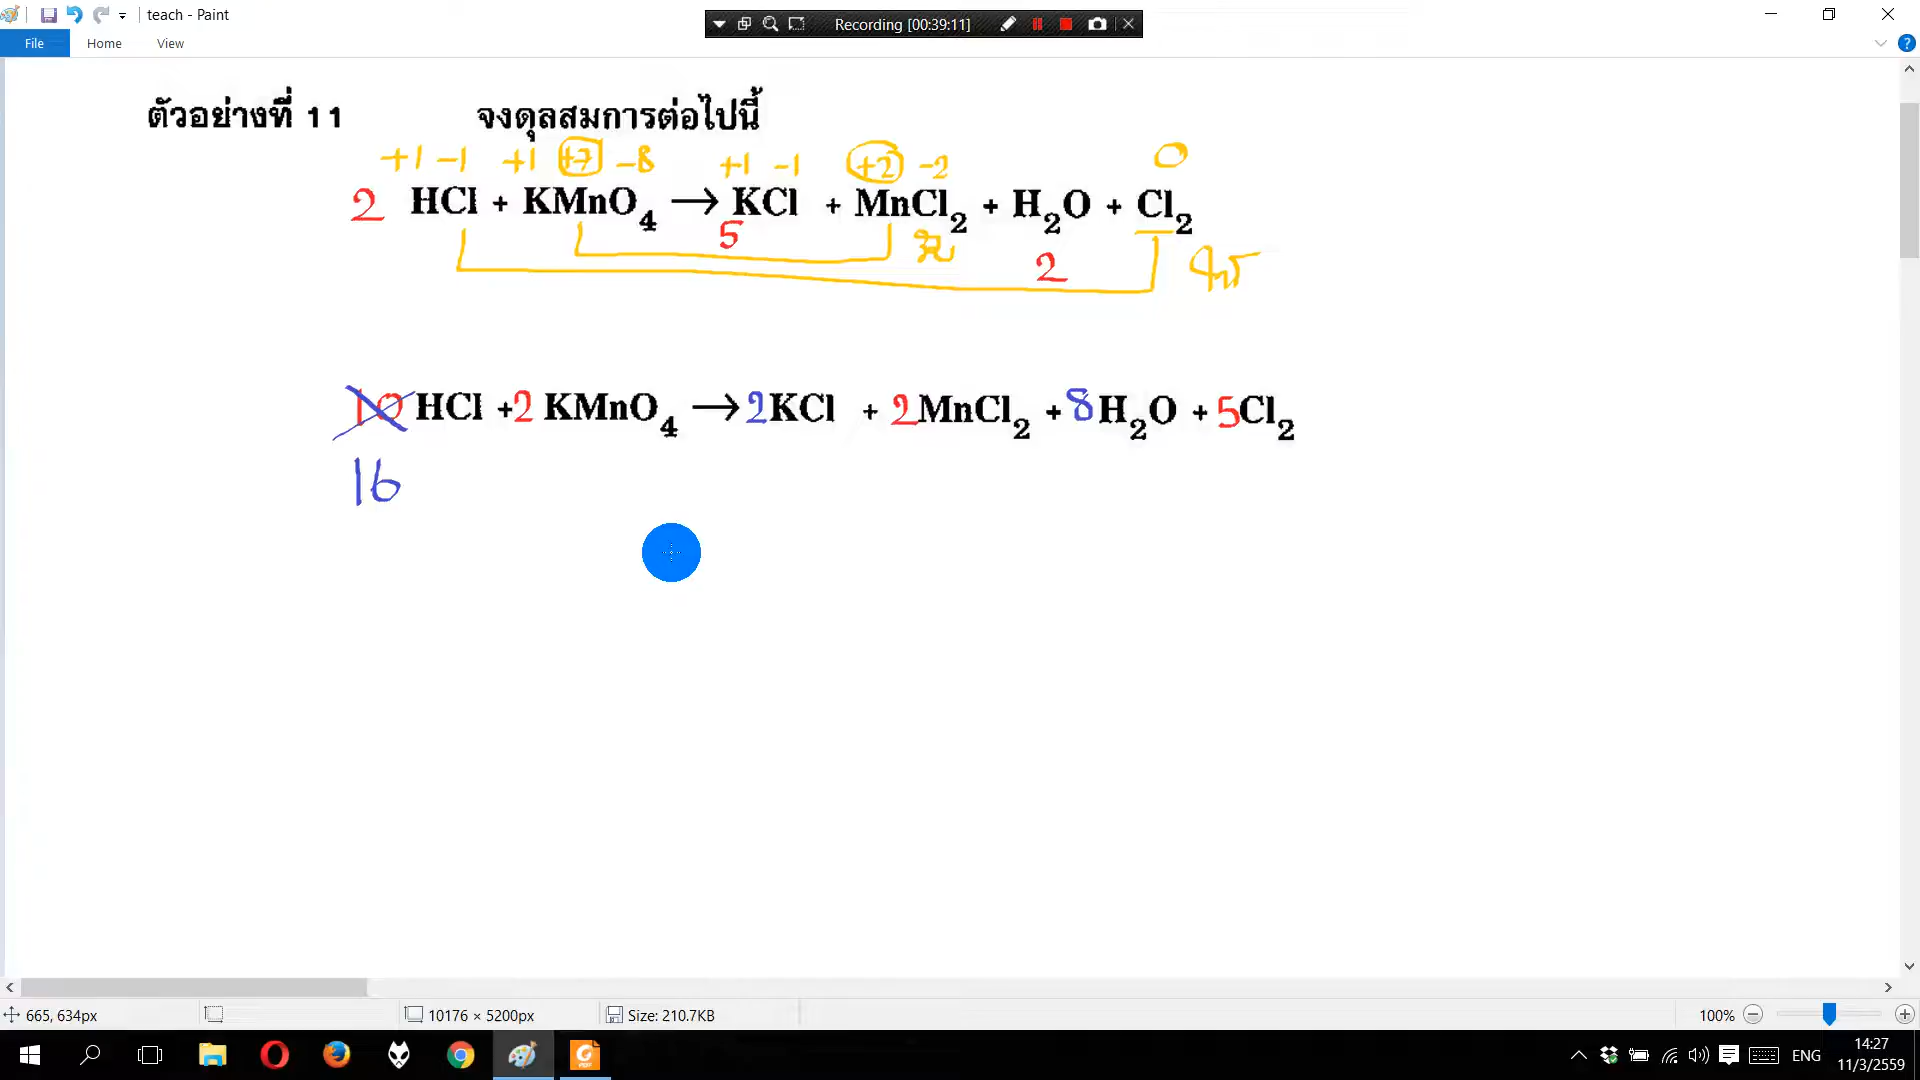 teach - Paint
Recording [00:39:11]
File Home View
ตัวอย่างที่ 11 จงดุลสมการต่อไปนี้
+1 -1 +1 +7 -8 +1 -1 +2 -2 0
2 HCl + KMnO4 → KCl + MnCl2 + H2O + Cl2
5 2
10 HCl + 2 KMnO4 → 2KCl + 2MnCl2 + 8H2O + 5Cl2
16
665, 634px 10176 × 5200px Size: 210.7KB 100%
ENG 14:27
11/3/2559